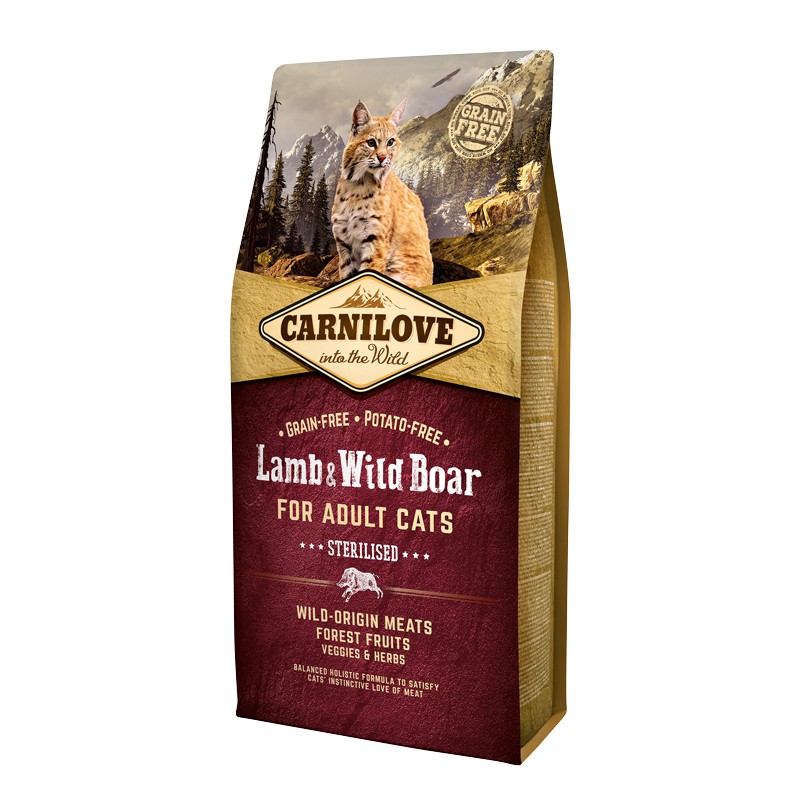 GRAIN
FREE
CARNILOVE
into the Wild
• GRAIN-FREE • POTATO-FREE •
Lamb & Wild Boar
FOR ADULT CATS
★★★ STERILISED ★★★
WILD-ORIGIN MEATS
FOREST FRUITS
VEGGIES & HERBS
BALANCED HOLISTIC FORMULA TO SATISFY
CATS' INSTINCTIVE LOVE OF MEAT